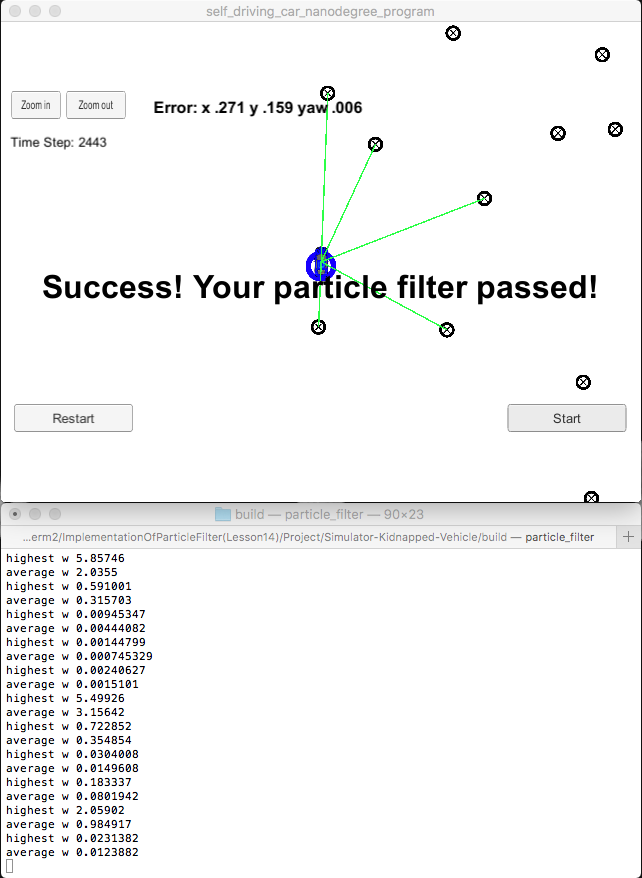 self_driving_car_nanodegree_program
Zoom in Zoom out
Error: x .271 y .159 yaw .006
Time Step: 2443
Success! Your particle filter passed!
Restart Start
build — particle_filter — 90×23
...erm2/ImplementationOfParticleFilter(Lesson14)/Project/Simulator-Kidnapped-Vehicle/build — particle_filter +
highest w 5.85746
average w 2.0355
highest w 0.591001
average w 0.315703
highest w 0.00945347
average w 0.00444082
highest w 0.00144799
average w 0.000745329
highest w 0.00240627
average w 0.0015101
highest w 5.49926
average w 3.15642
highest w 0.722852
average w 0.354854
highest w 0.0304008
average w 0.0149608
highest w 0.183337
average w 0.0801942
highest w 2.05902
average w 0.984917
highest w 0.0231382
average w 0.0123882